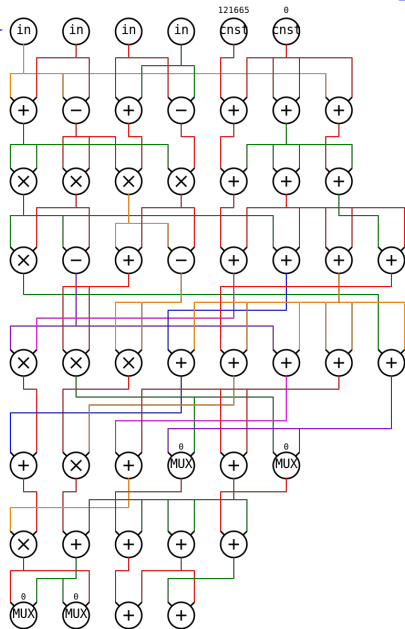 121665 0
in in in in cnst cnst
+ − + − + + +
× × × × + + +
× − + − + + + +
× × × + + + + +
0 0
+ × + MUX + MUX
× + + + +
0 0
MUX MUX + +